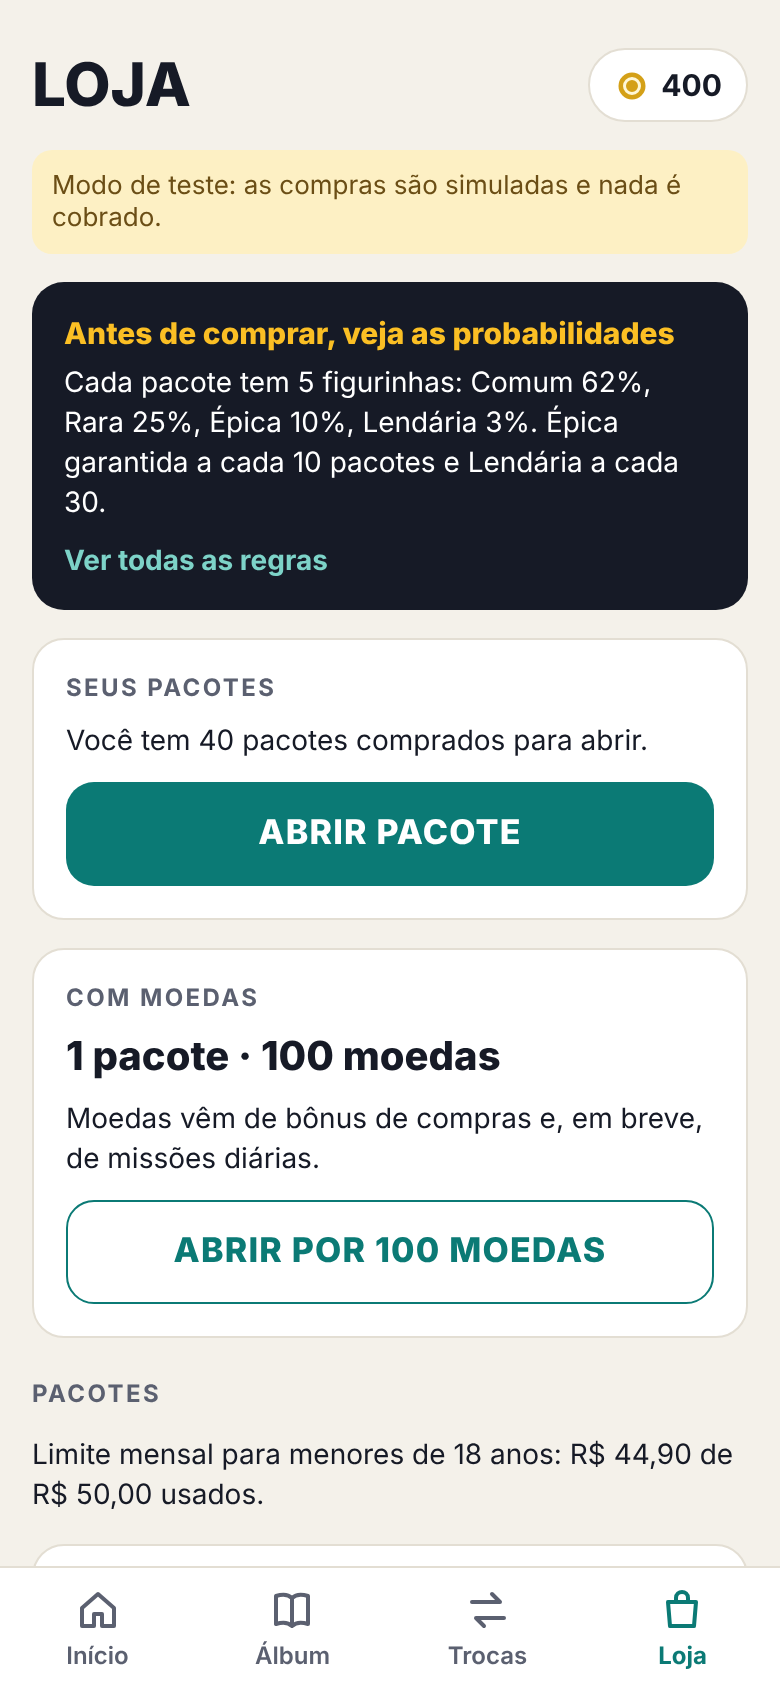 LOJA
400
Modo de teste: as compras são simuladas e nada é
cobrado.
Antes de comprar, veja as probabilidades
Cada pacote tem 5 figurinhas: Comum 62%,
Rara 25%, Épica 10%, Lendária 3%. Épica
garantida a cada 10 pacotes e Lendária a cada
30.
Ver todas as regras
SEUS PACOTES
Você tem 40 pacotes comprados para abrir.
ABRIR PACOTE
COM MOEDAS
1 pacote · 100 moedas
Moedas vêm de bônus de compras e, em breve,
de missões diárias.
ABRIR POR 100 MOEDAS
PACOTES
Limite mensal para menores de 18 anos: R$ 44,90 de
R$ 50,00 usados.
Início
Álbum
Trocas
Loja